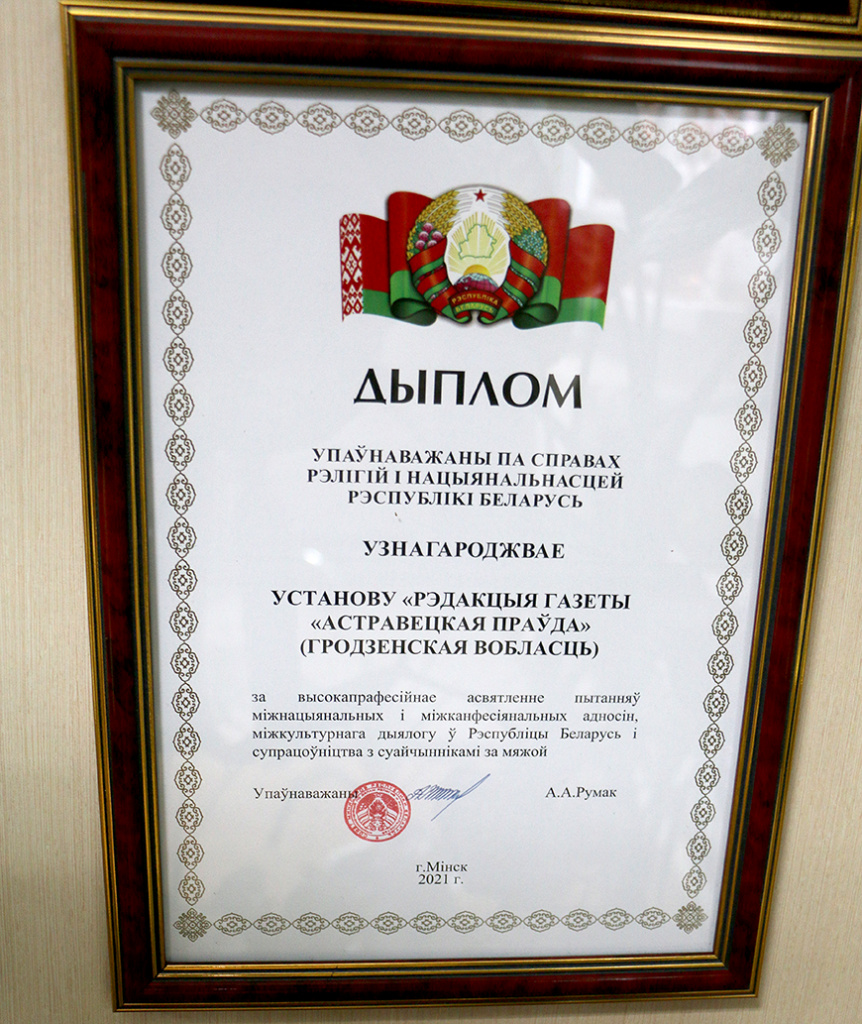 РЭСПУБЛІКА
БЕЛАРУСЬ
ДЫПЛОМ
УПАЎНАВАЖАНЫ ПА СПРАВАХ
РЭЛІГІЙ І НАЦЫЯНАЛЬНАСЦЕЙ
РЭСПУБЛІКІ БЕЛАРУСЬ
УЗНАГАРОДЖВАЕ
УСТАНОВУ «РЭДАКЦЫЯ ГАЗЕТЫ
«АСТРАВЕЦКАЯ ПРАЎДА»
(ГРОДЗЕНСКАЯ ВОБЛАСЦЬ)
за высокапрафесійнае асвятленне пытанняў
міжнацыянальных і міжканфесіянальных адносін,
міжкультурнага дыялогу ў Рэспубліцы Беларусь і
супрацоўніцтва з суайчыннікамі за мяжой
Упаўнаважаны А.А.Румак
г.Мінск
2021 г.